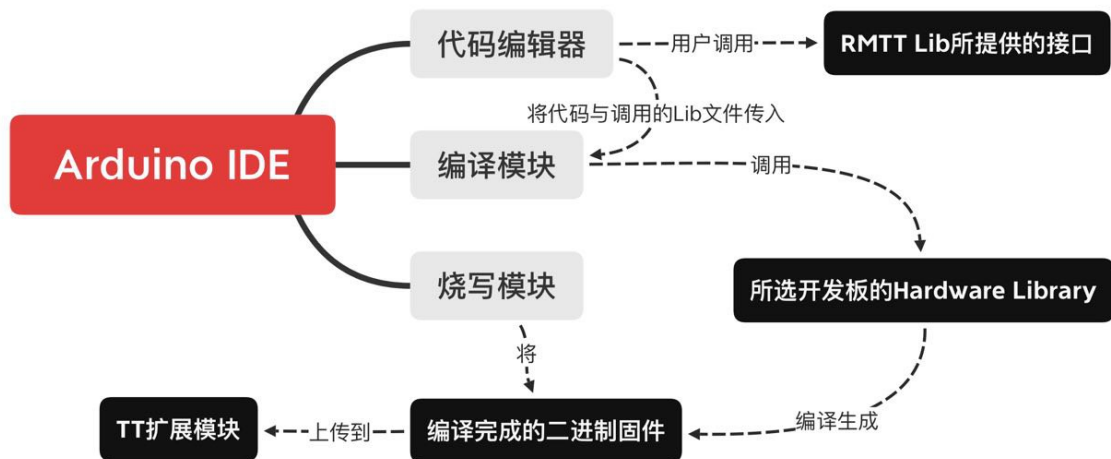 代码编辑器
用户调用
RMTT Lib所提供的接口
将代码与调用的Lib文件传入
Arduino IDE
编译模块
调用
烧写模块
所选开发板的Hardware Library
将
TT扩展模块
上传到
编译完成的二进制固件
编译生成